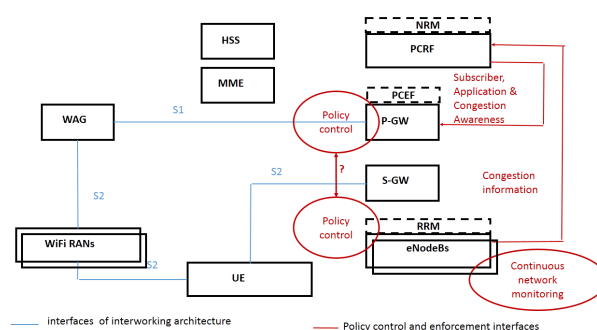 NRM
HSS
PCRF
MME
Subscriber,
Application &
Congestion
Awareness
PCEF
S1
WAG
Policy
control
P-GW
?
S2
S-GW
Congestion
information
S2
Policy
control
RRM
WiFi RANs
eNodeBs
S2
UE
Continuous
network
monitoring
interfaces of interworking architecture
Policy control and enforcement interfaces